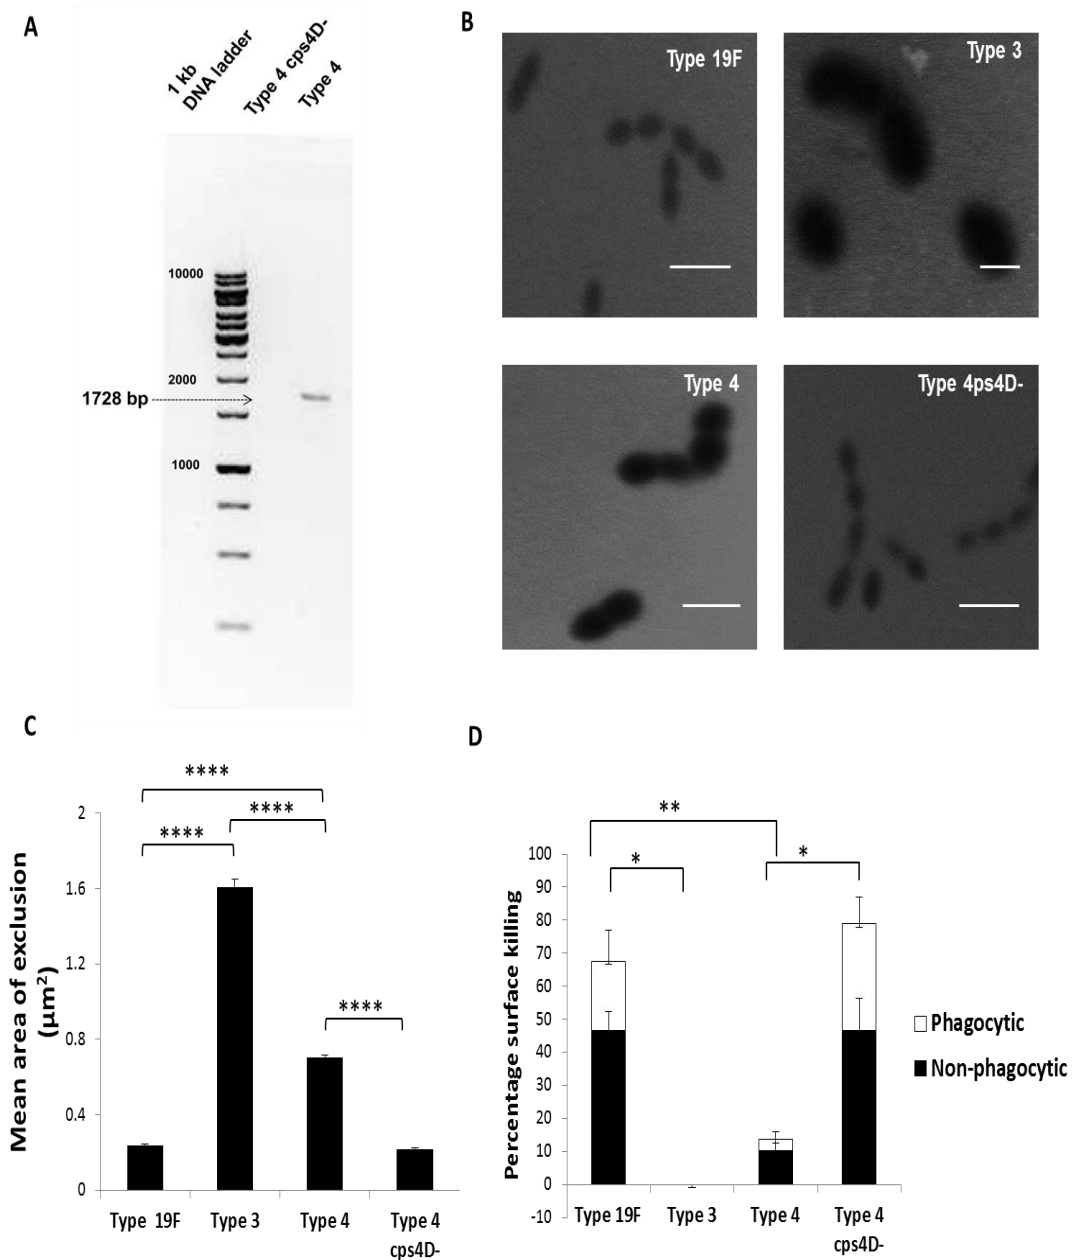 A
1 kb
DNA ladder
Type 4 cps4D-
Type 4
10000
2000
1728 bp
1000
B
Type 19F
Type 3
Type 4
Type 4ps4D-
C
****
****
****
****
2
1.6
1.2
0.8
0.4
0
Mean area of exclusion
(µm²)
Type 19F
Type 3
Type 4
Type 4
cps4D-
D
**
*
*
100
90
80
70
60
50
40
30
20
10
0
-10
Percentage surface killing
Type 19F
Type 3
Type 4
Type 4
cps4D-
Phagocytic
Non-phagocytic